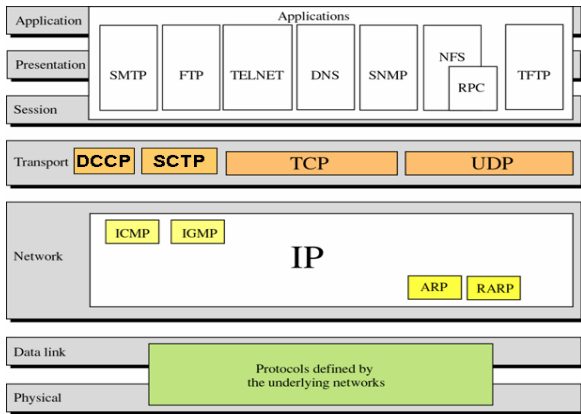 Application
Applications
Presentation
SMTP
FTP
TELNET
DNS
SNMP
NFS
RPC
TFTP
Session
Transport
DCCP
SCTP
TCP
UDP
Network
ICMP
IGMP
IP
ARP
RARP
Data link
Protocols defined by
the underlying networks
Physical